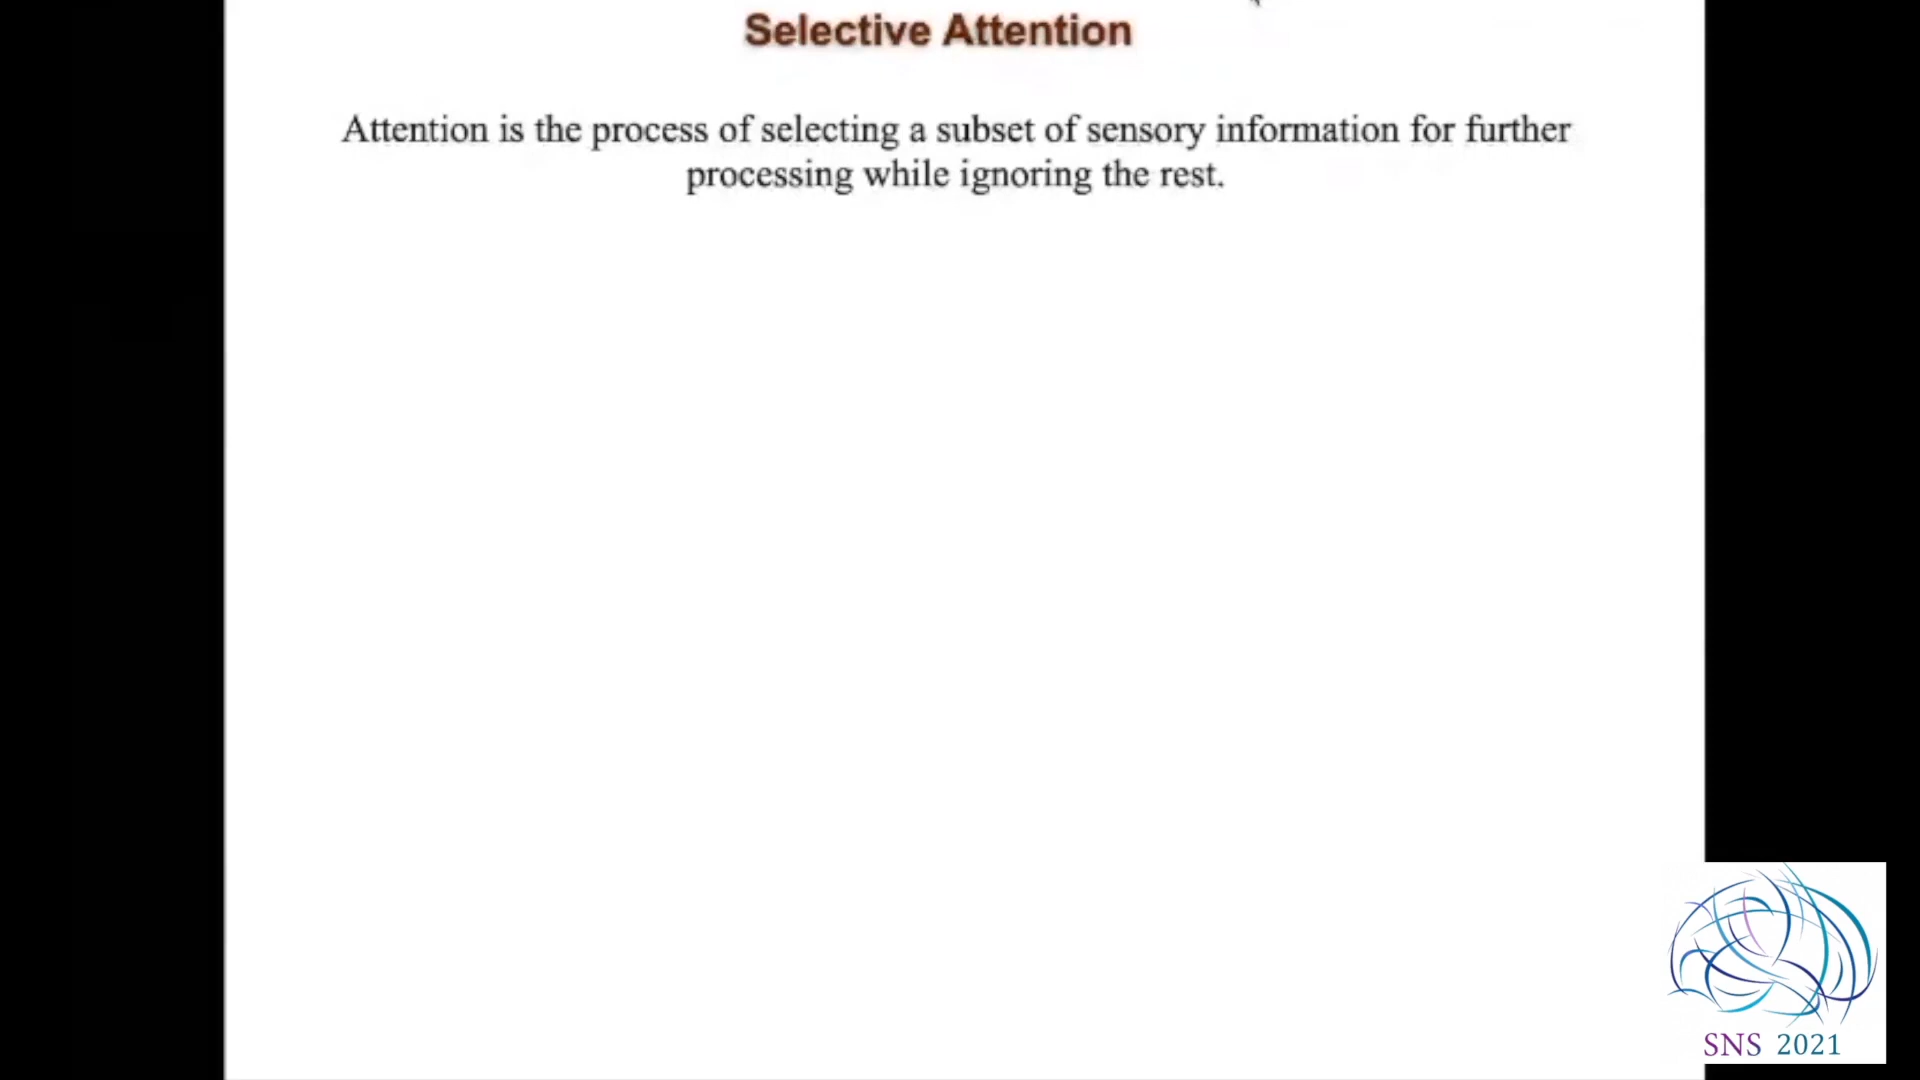 Selective Attention
Attention is the process of selecting a subset of sensory information for further
processing while ignoring the rest.
SNS 2021